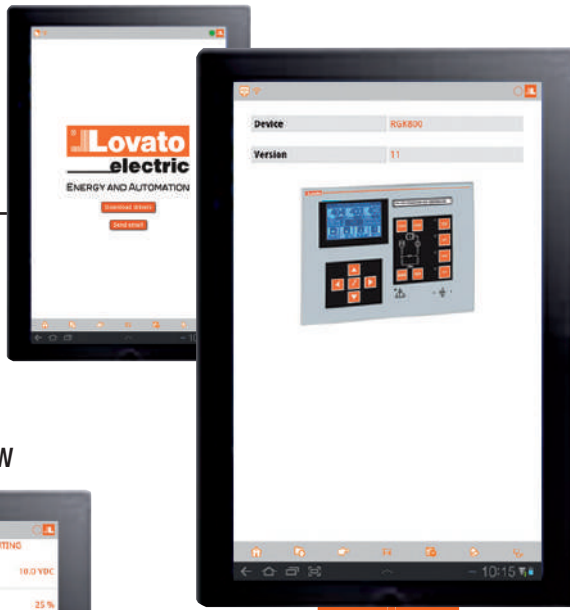 Lovato
electric
ENERGY AND AUTOMATION
Download drivers
Send email
Device RGK800
Version 11
10:15
W
TING
10.0 VDC
25 %